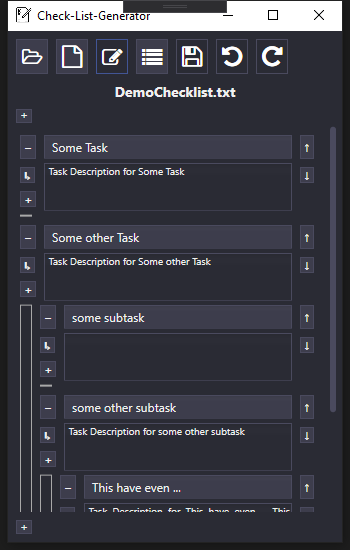 Check-List-Generator
DemoChecklist.txt
+
− Some Task ↑
↳ Task Description for Some Task ↓
+
− Some other Task ↑
↳ Task Description for Some other Task ↓
+
− some subtask ↑
↳ ↓
+
− some other subtask ↑
↳ Task Description for some other subtask ↓
+
− This have even ... ↑
Task Description for This have even ... This
+